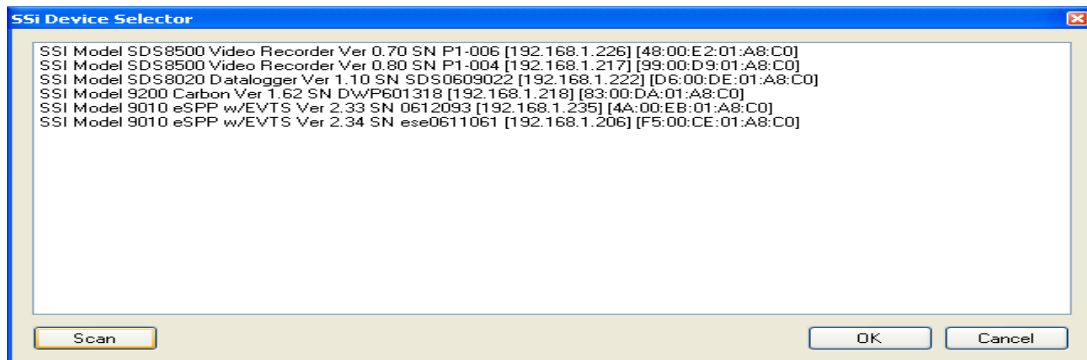 SSi Device Selector
SSI Model SDS8500 Video Recorder Ver 0.70 SN P1-006 [192.168.1.226] [48:00:E2:01:A8:C0]
SSI Model SDS8500 Video Recorder Ver 0.80 SN P1-004 [192.168.1.217] [99:00:D9:01:A8:C0]
SSI Model SDS8020 Datalogger Ver 1.10 SN SDS0609022 [192.168.1.222] [D6:00:DE:01:A8:C0]
SSI Model 9200 Carbon Ver 1.62 SN DWP601318 [192.168.1.218] [83:00:DA:01:A8:C0]
SSI Model 9010 eSPP w/EVTS Ver 2.33 SN 0612093 [192.168.1.235] [4A:00:EB:01:A8:C0]
SSI Model 9010 eSPP w/EVTS Ver 2.34 SN ese0611061 [192.168.1.206] [F5:00:CE:01:A8:C0]
Scan OK Cancel